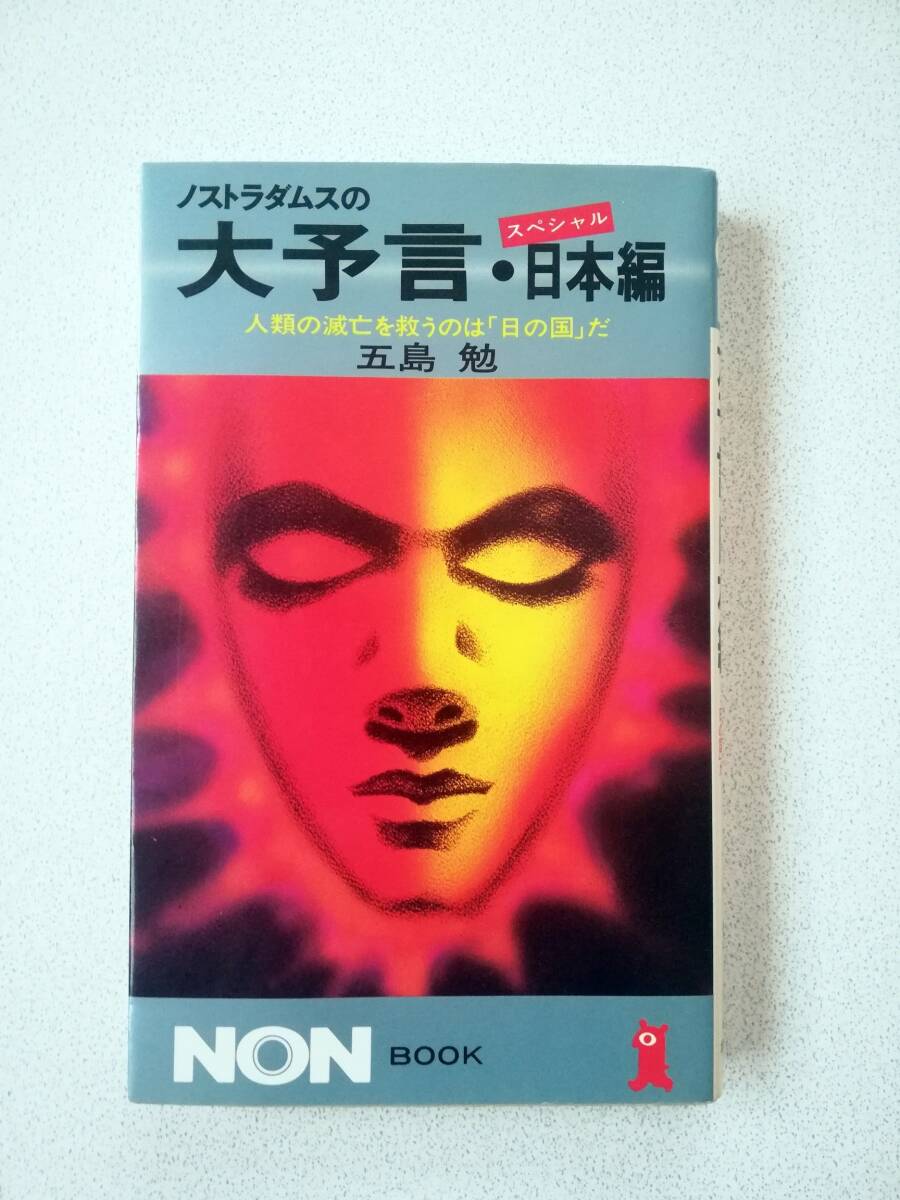 ノストラダムスの
スペシャル
大予言・日本編
人類の滅亡を救うのは「日の国」だ
五島 勉
NON BOOK